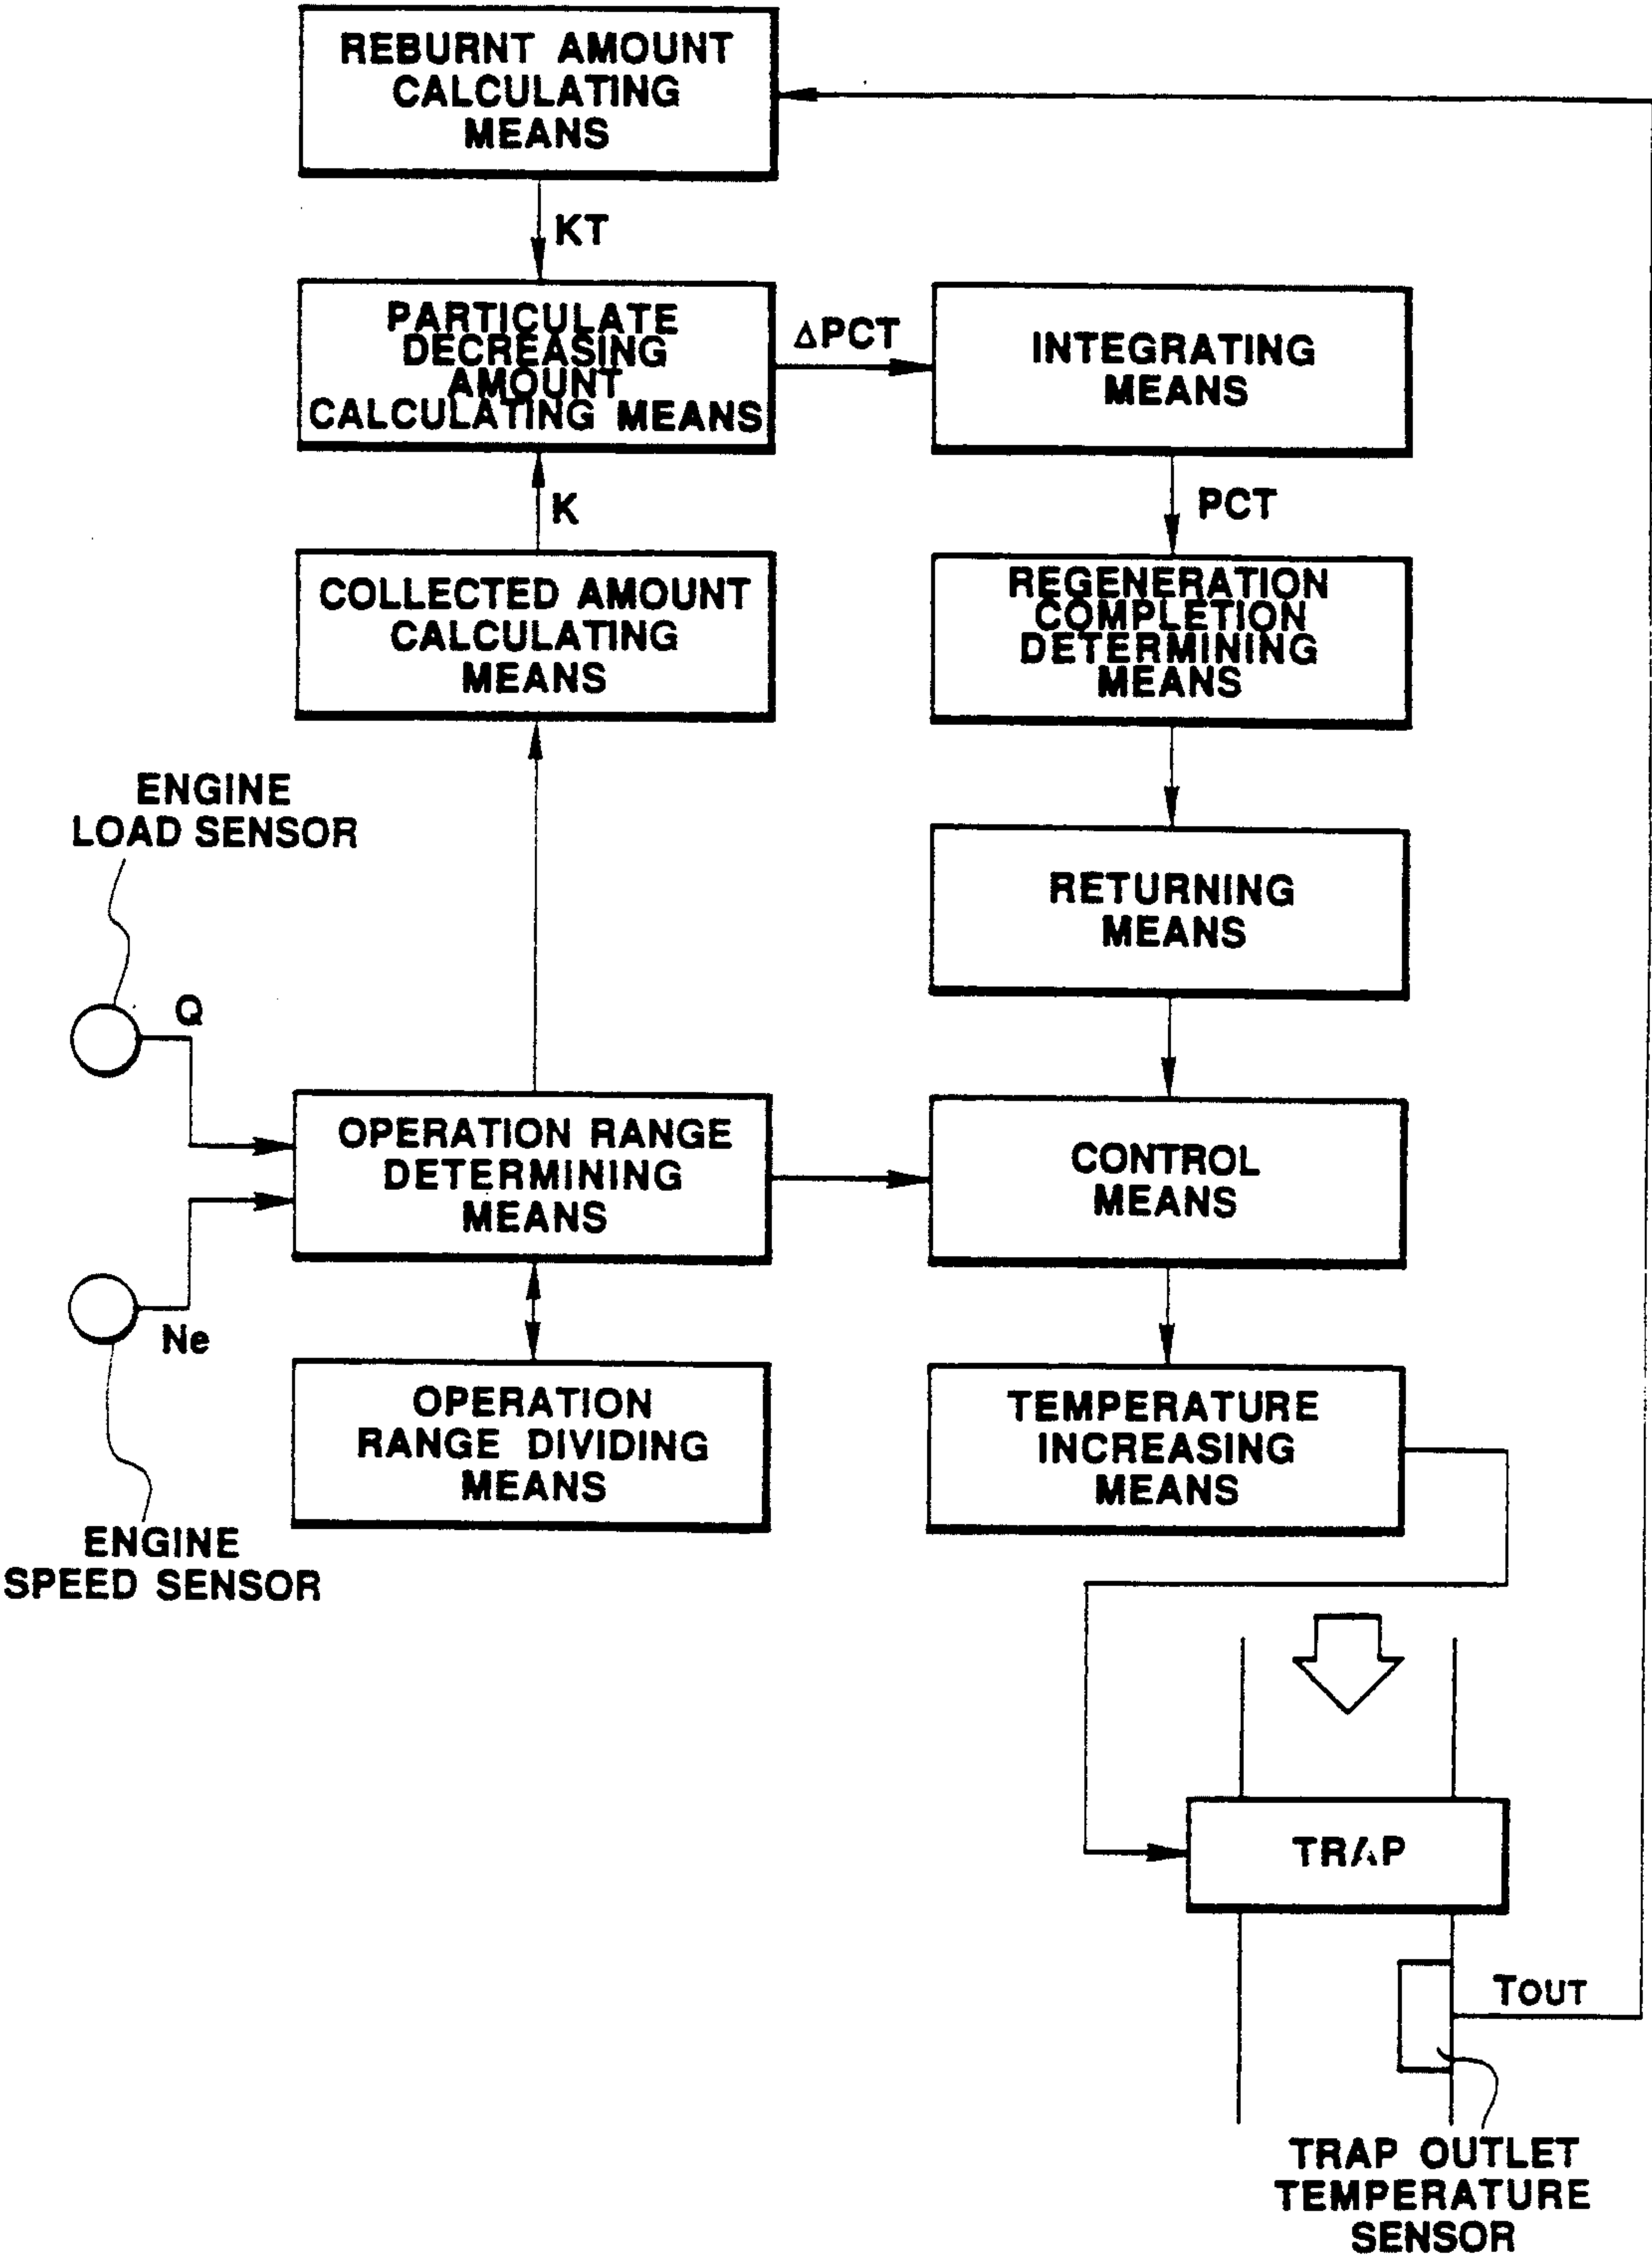 REBURNT AMOUNT
CALCULATING
MEANS
KT
PARTICULATE
DECREASING
AMOUNT
CALCULATING MEANS
ΔPCT
INTEGRATING
MEANS
K
PCT
COLLECTED AMOUNT
CALCULATING
MEANS
REGENERATION
COMPLETION
DETERMINING
MEANS
ENGINE
LOAD SENSOR
RETURNING
MEANS
Q
OPERATION RANGE
DETERMINING
MEANS
CONTROL
MEANS
Ne
OPERATION
RANGE DIVIDING
MEANS
TEMPERATURE
INCREASING
MEANS
ENGINE
SPEED SENSOR
TRAP
TOUT
TRAP OUTLET
TEMPERATURE
SENSOR